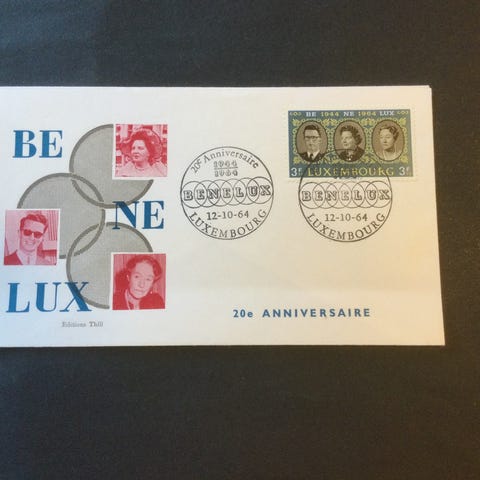 BE
NE
LUX
Editions Thill
20e Anniversaire
1944
1964
BENELUX
12-10-64
LUXEMBOURG
BE 1944 NE 1964 LUX
3F LUXEMBOURG 3F
BENELUX
12-10-64
LUXEMBOURG
20e ANNIVERSAIRE